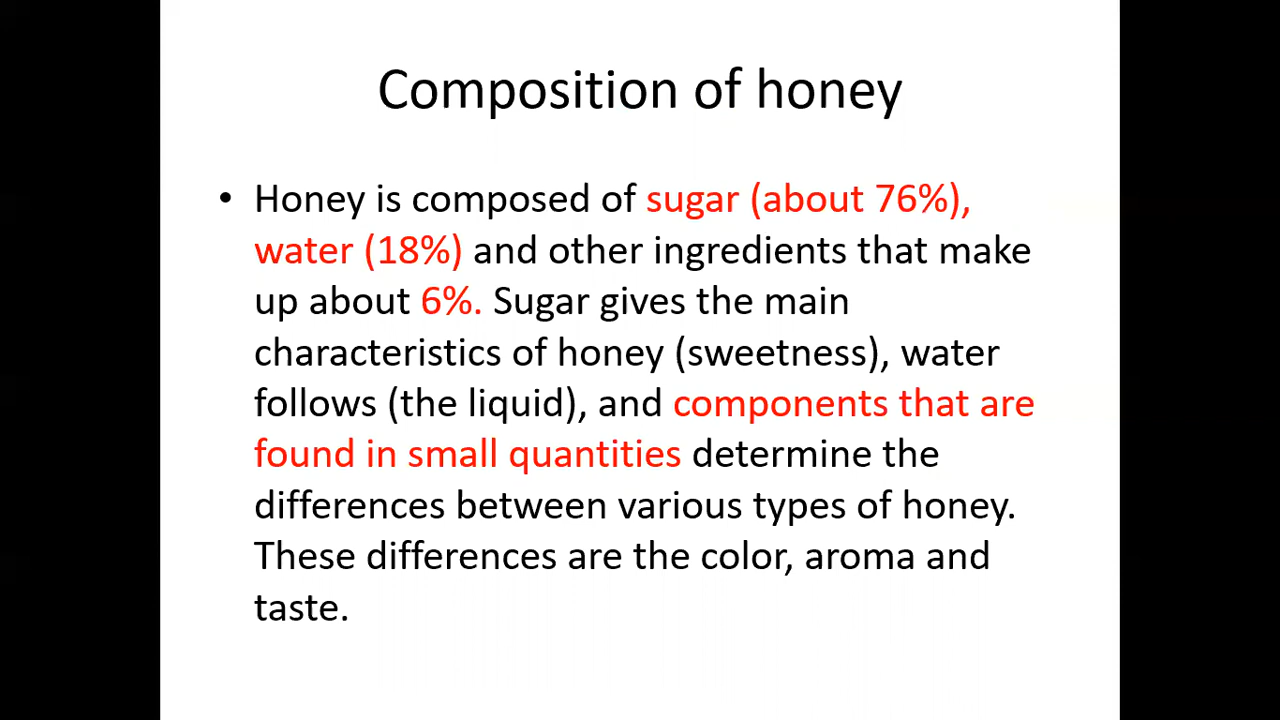 Composition of honey
• Honey is composed of sugar (about 76%),
water (18%) and other ingredients that make
up about 6%. Sugar gives the main
characteristics of honey (sweetness), water
follows (the liquid), and components that are
found in small quantities determine the
differences between various types of honey.
These differences are the color, aroma and
taste.